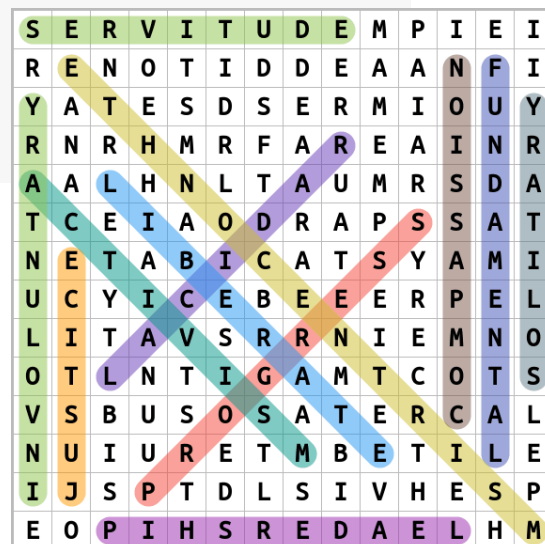 S E R V I T U D E M P I E I
R E N O T I D D E A A N F I
Y A T E S D S E R M I O U Y
R N R H M R F A R E A I N R
A A L H N L T A U M R S D A
T C E I A O D R A P S S A T
N E T A B I C A T S Y A M I
U C Y I C E B E E E R P E L
L I T A V S R R N I E M N O
O T L N T I G A M T C O T S
V S B U S O S A T E R C A L
N U I U R E T M B E T I L E
I J S P T D L S I V H E S P
E O P I H S R E D A E L H M